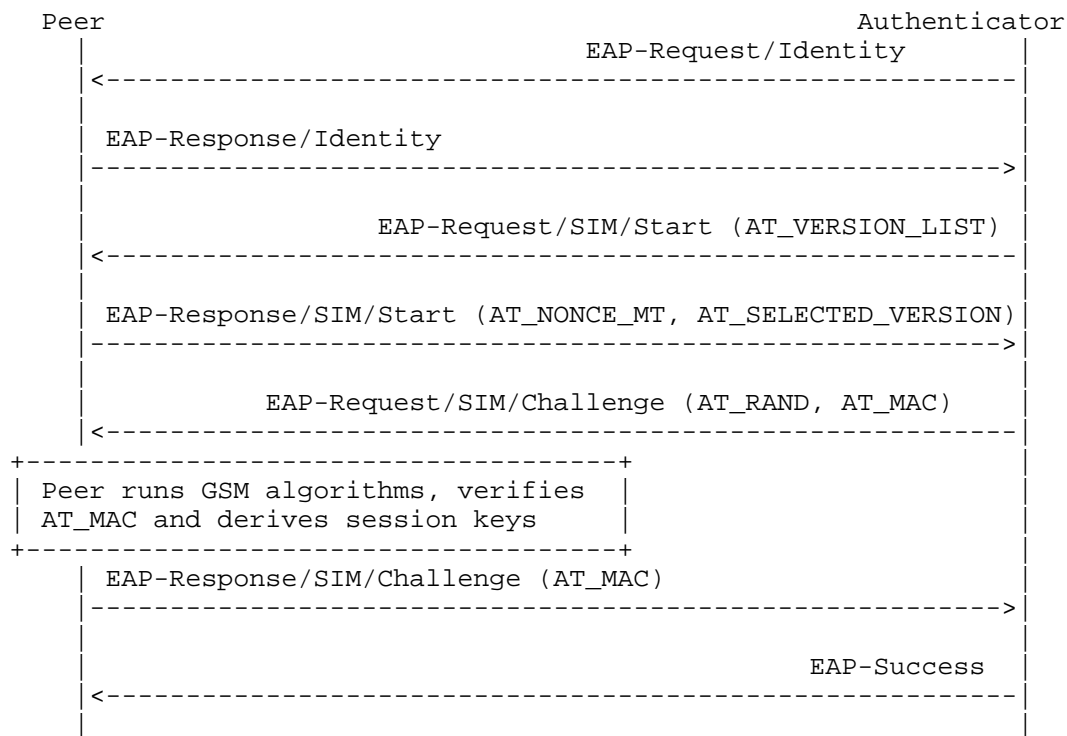 Peer Authenticator
EAP-Request/Identity
EAP-Response/Identity
EAP-Request/SIM/Start (AT_VERSION_LIST)
EAP-Response/SIM/Start (AT_NONCE_MT, AT_SELECTED_VERSION)
EAP-Request/SIM/Challenge (AT_RAND, AT_MAC)
Peer runs GSM algorithms, verifies
AT_MAC and derives session keys
EAP-Response/SIM/Challenge (AT_MAC)
EAP-Success